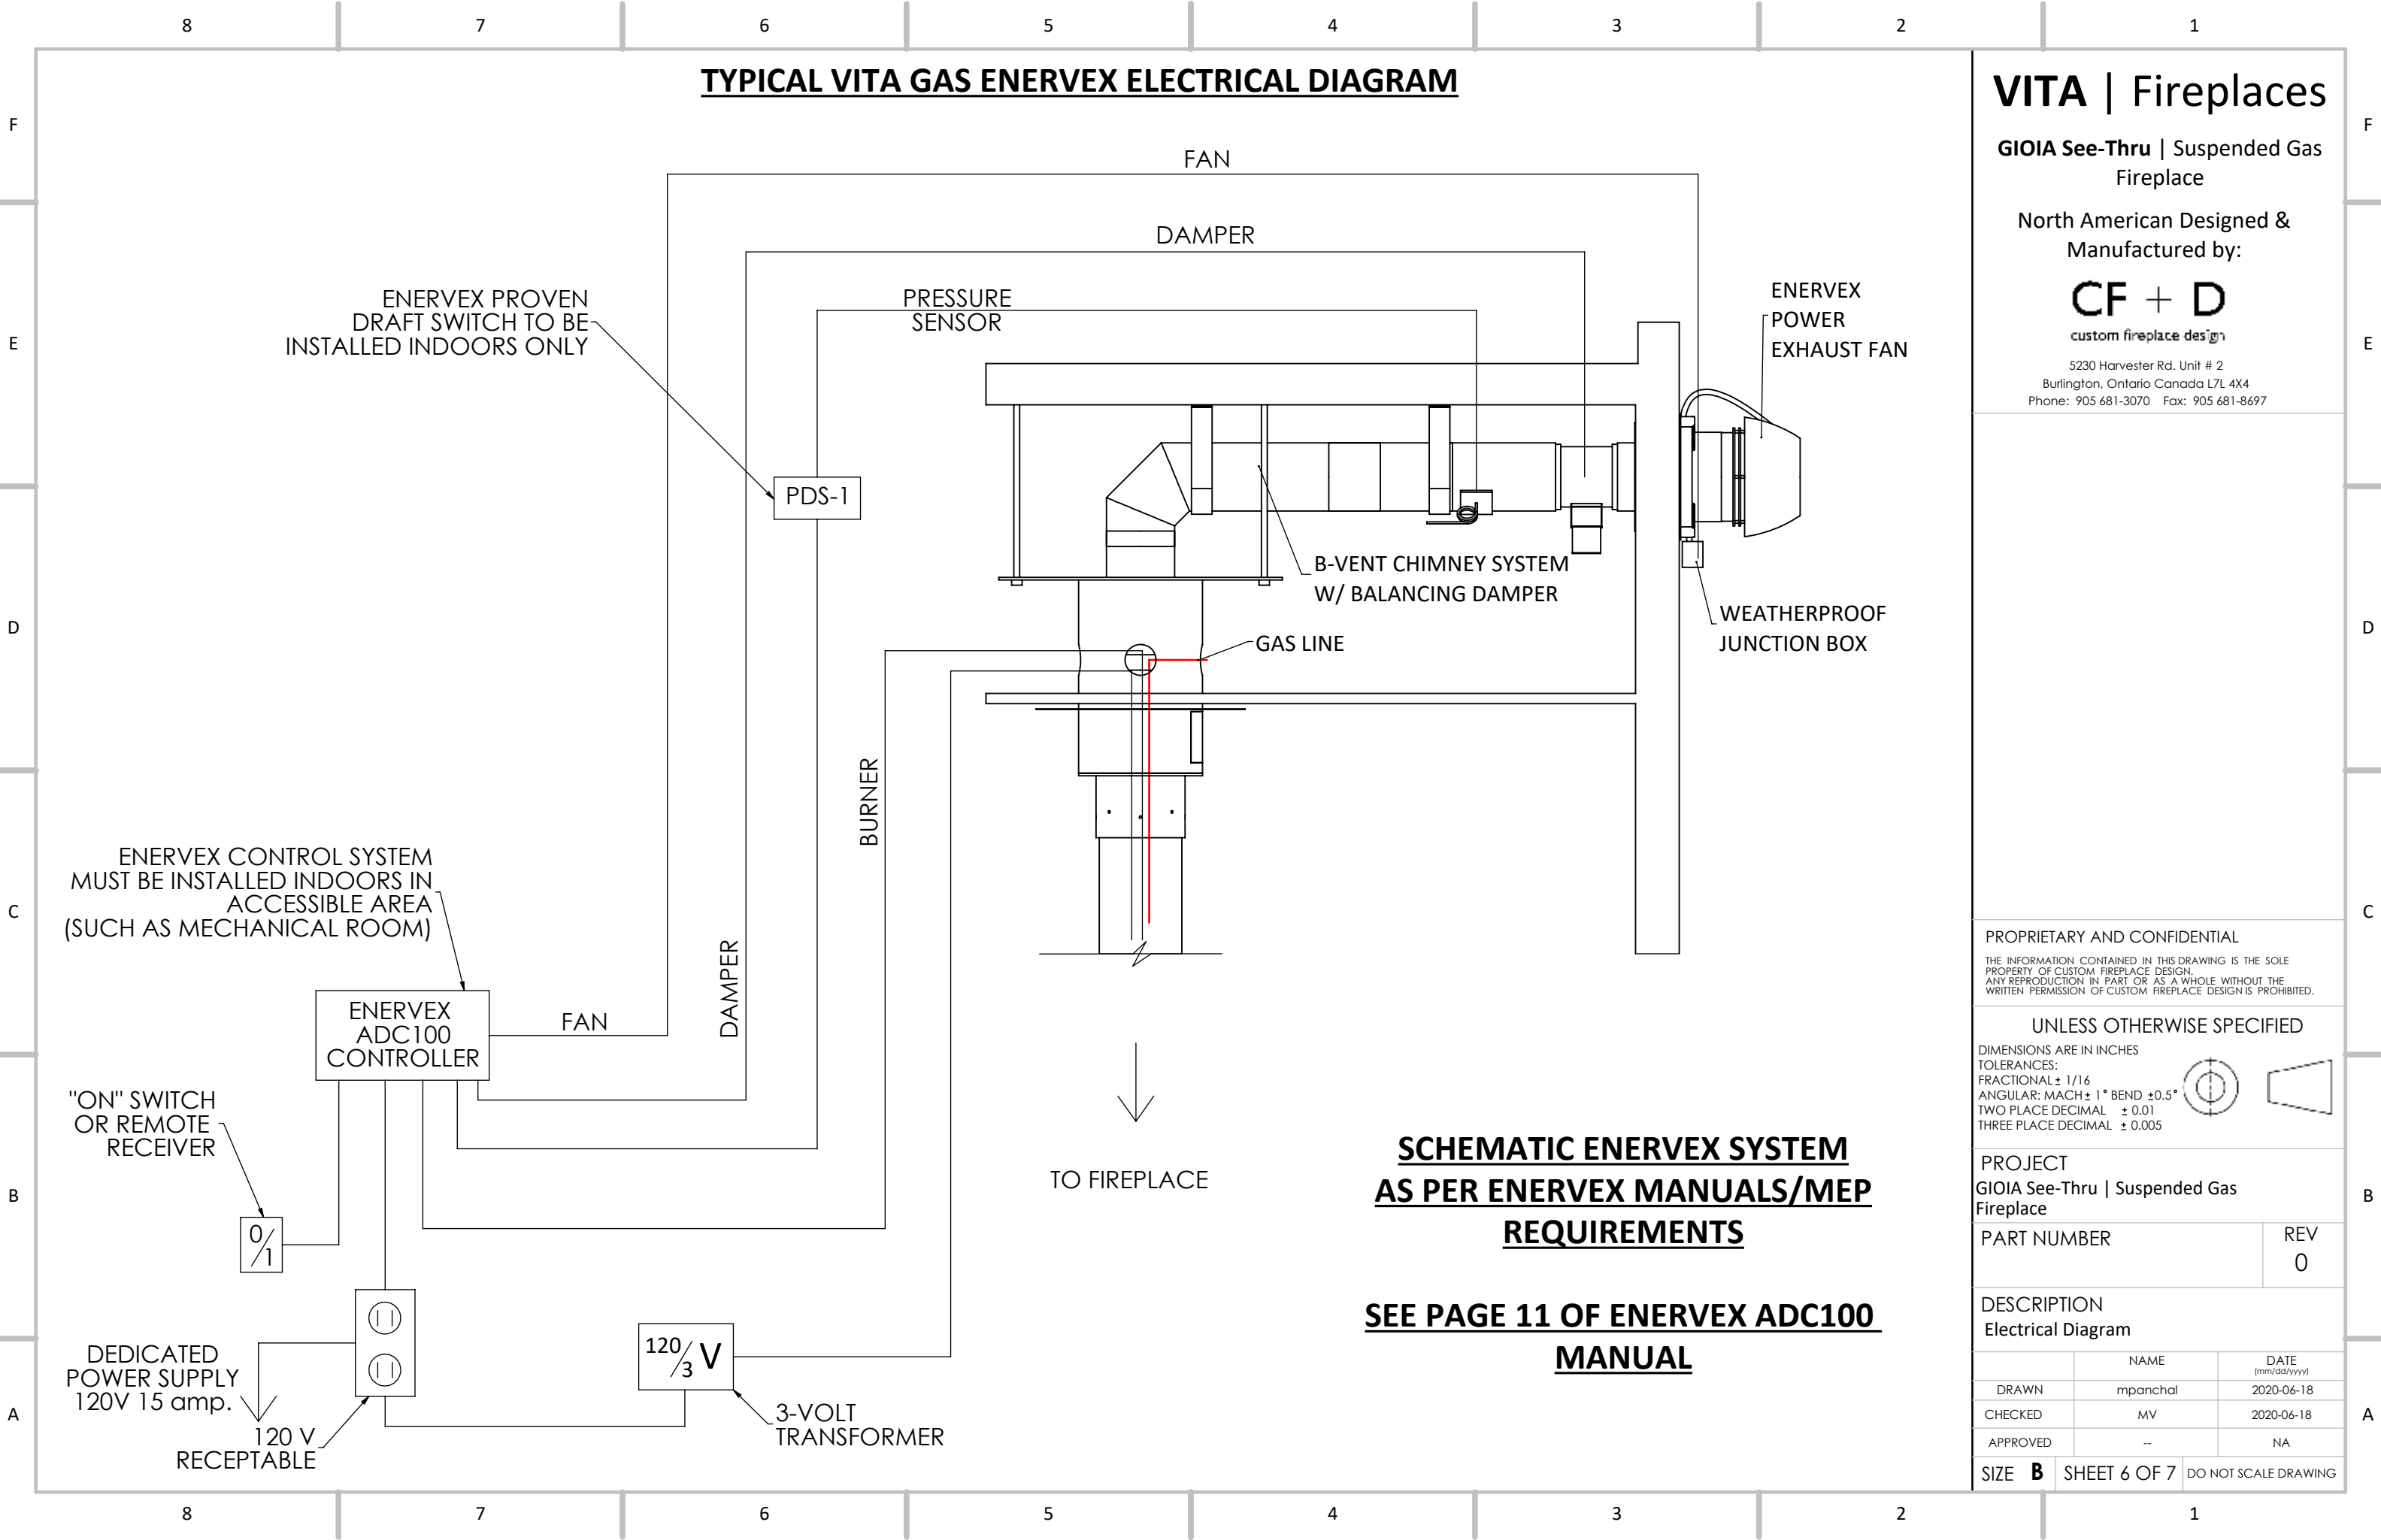 8 7 6 5 4 3 2 1
F
E
D
C
B
A
TYPICAL VITA GAS ENERVEX ELECTRICAL DIAGRAM
FAN
DAMPER
PRESSURE
SENSOR
ENERVEX PROVEN
DRAFT SWITCH TO BE
INSTALLED INDOORS ONLY
ENERVEX
POWER
EXHAUST FAN
PDS-1
B-VENT CHIMNEY SYSTEM
W/ BALANCING DAMPER
WEATHERPROOF
JUNCTION BOX
GAS LINE
BURNER
DAMPER
ENERVEX CONTROL SYSTEM
MUST BE INSTALLED INDOORS IN
ACCESSIBLE AREA
(SUCH AS MECHANICAL ROOM)
ENERVEX
ADC100
CONTROLLER
FAN
"ON" SWITCH
OR REMOTE
RECEIVER
0/1
TO FIREPLACE
DEDICATED
POWER SUPPLY
120V 15 amp.
120 V
RECEPTABLE
120/3 V
3-VOLT
TRANSFORMER
SCHEMATIC ENERVEX SYSTEM
AS PER ENERVEX MANUALS/MEP
REQUIREMENTS
SEE PAGE 11 OF ENERVEX ADC100
MANUAL
VITA | Fireplaces
GIOIA See-Thru | Suspended Gas
Fireplace
North American Designed &
Manufactured by:
CF + D
custom fireplace design
5230 Harvester Rd. Unit # 2
Burlington, Ontario Canada L7L 4X4
Phone: 905 681-3070 Fax: 905 681-8697
PROPRIETARY AND CONFIDENTIAL
THE INFORMATION CONTAINED IN THIS DRAWING IS THE SOLE
PROPERTY OF CUSTOM FIREPLACE DESIGN.
ANY REPRODUCTION IN PART OR AS A WHOLE WITHOUT THE
WRITTEN PERMISSION OF CUSTOM FIREPLACE DESIGN IS PROHIBITED.
UNLESS OTHERWISE SPECIFIED
DIMENSIONS ARE IN INCHES
TOLERANCES:
FRACTIONAL ± 1/16
ANGULAR: MACH ± 1° BEND ±0.5°
TWO PLACE DECIMAL ± 0.01
THREE PLACE DECIMAL ± 0.005
PROJECT
GIOIA See-Thru | Suspended Gas
Fireplace
PART NUMBER
REV
0
DESCRIPTION
Electrical Diagram
NAME DATE
(mm/dd/yyyy)
DRAWN mpanchal 2020-06-18
CHECKED MV 2020-06-18
APPROVED -- NA
SIZE B SHEET 6 OF 7 DO NOT SCALE DRAWING
F
E
D
C
B
A
8 7 6 5 4 3 2 1